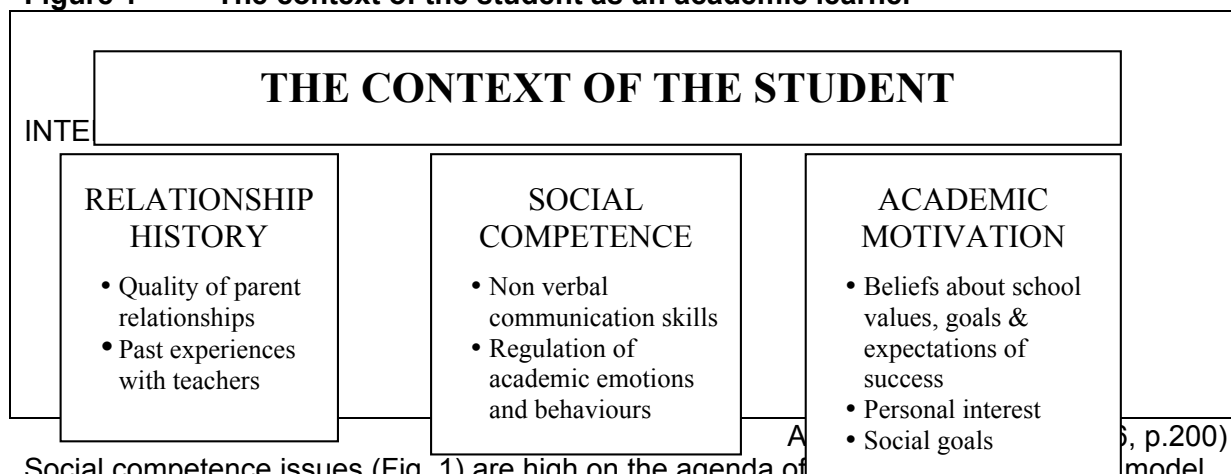 Figure 1 The context of the student as an academic learner
THE CONTEXT OF THE STUDENT
RELATIONSHIP
HISTORY
• Quality of parent
relationships
• Past experiences
with teachers
SOCIAL
COMPETENCE
• Non verbal
communication skills
• Regulation of
academic emotions
and behaviours
ACADEMIC
MOTIVATION
• Beliefs about school
values, goals &
expectations of
success
• Personal interest
• Social goals
p.200)
Social competence issues (Fig. 1) are high on the agenda of model